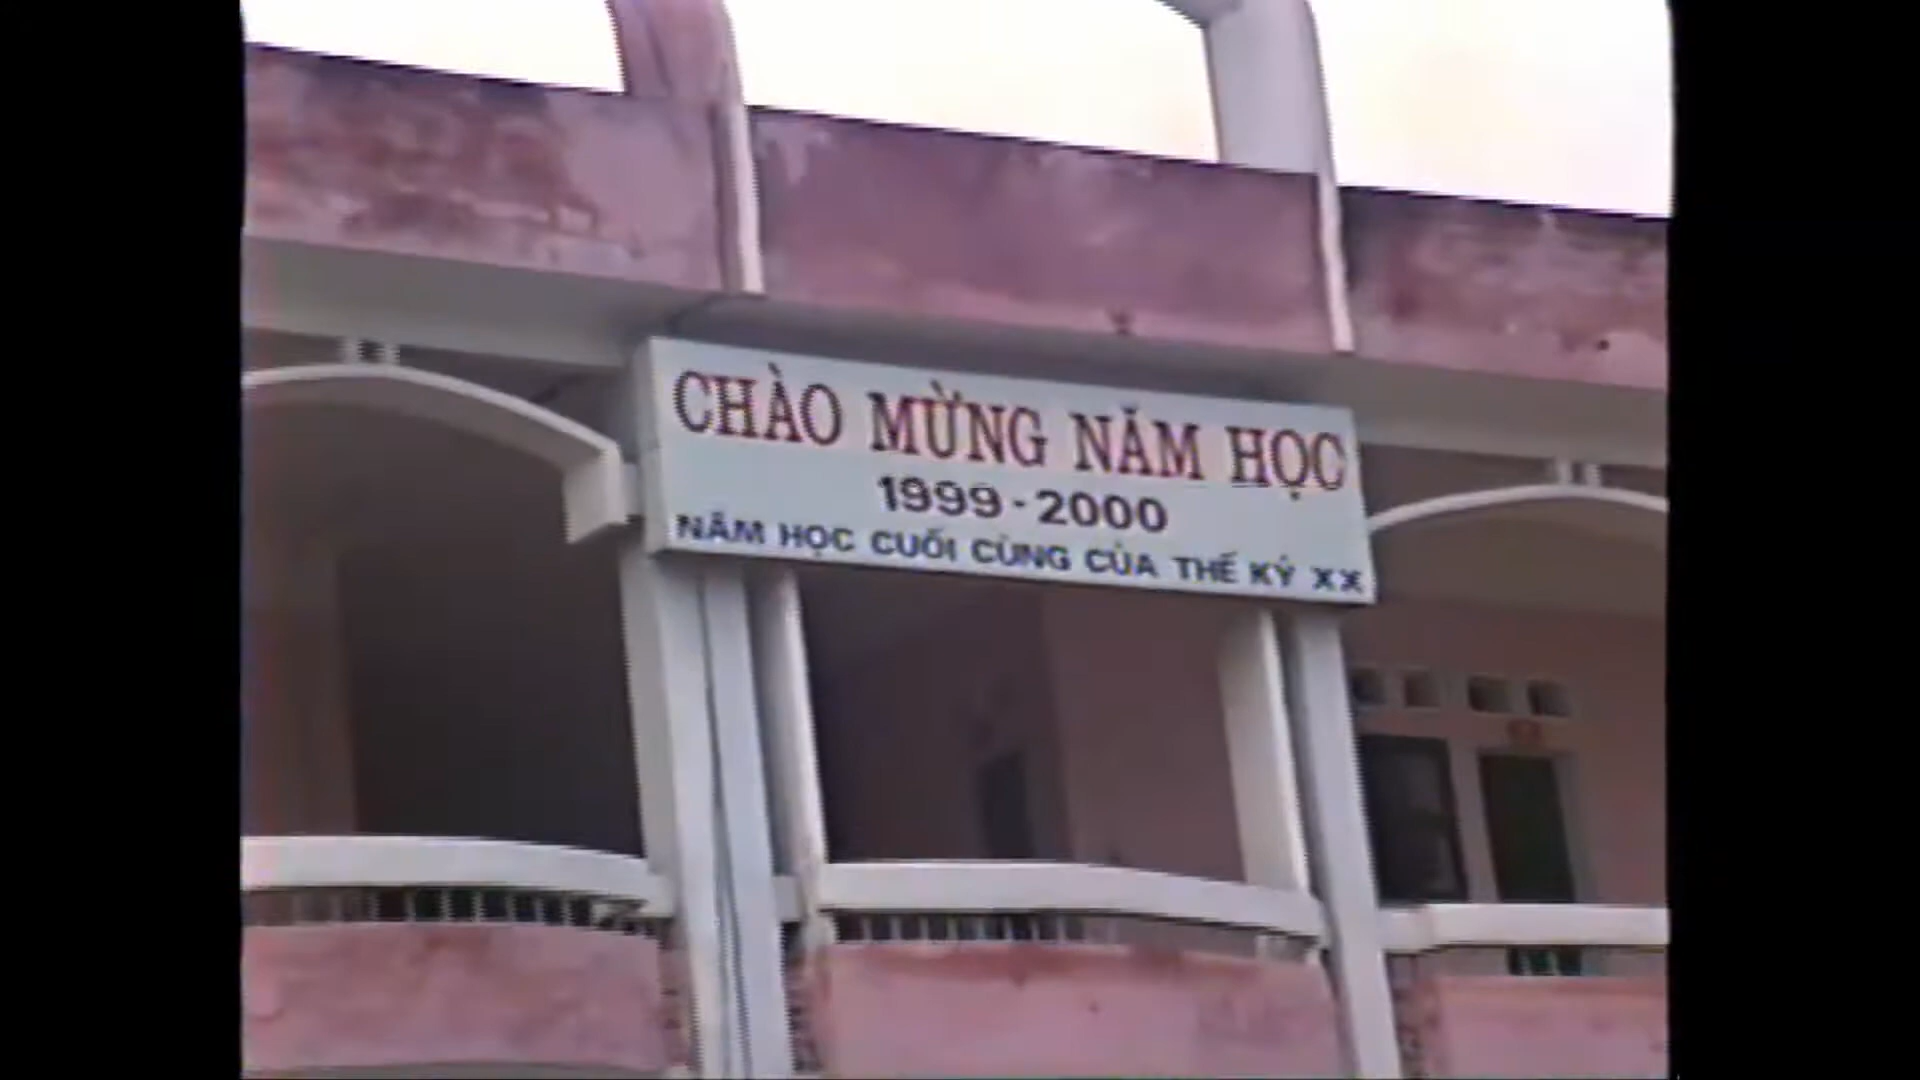 CHÀO MỪNG NĂM HỌC
1999-2000
NĂM HỌC CUỐI CÙNG CỦA THẾ KỶ XX